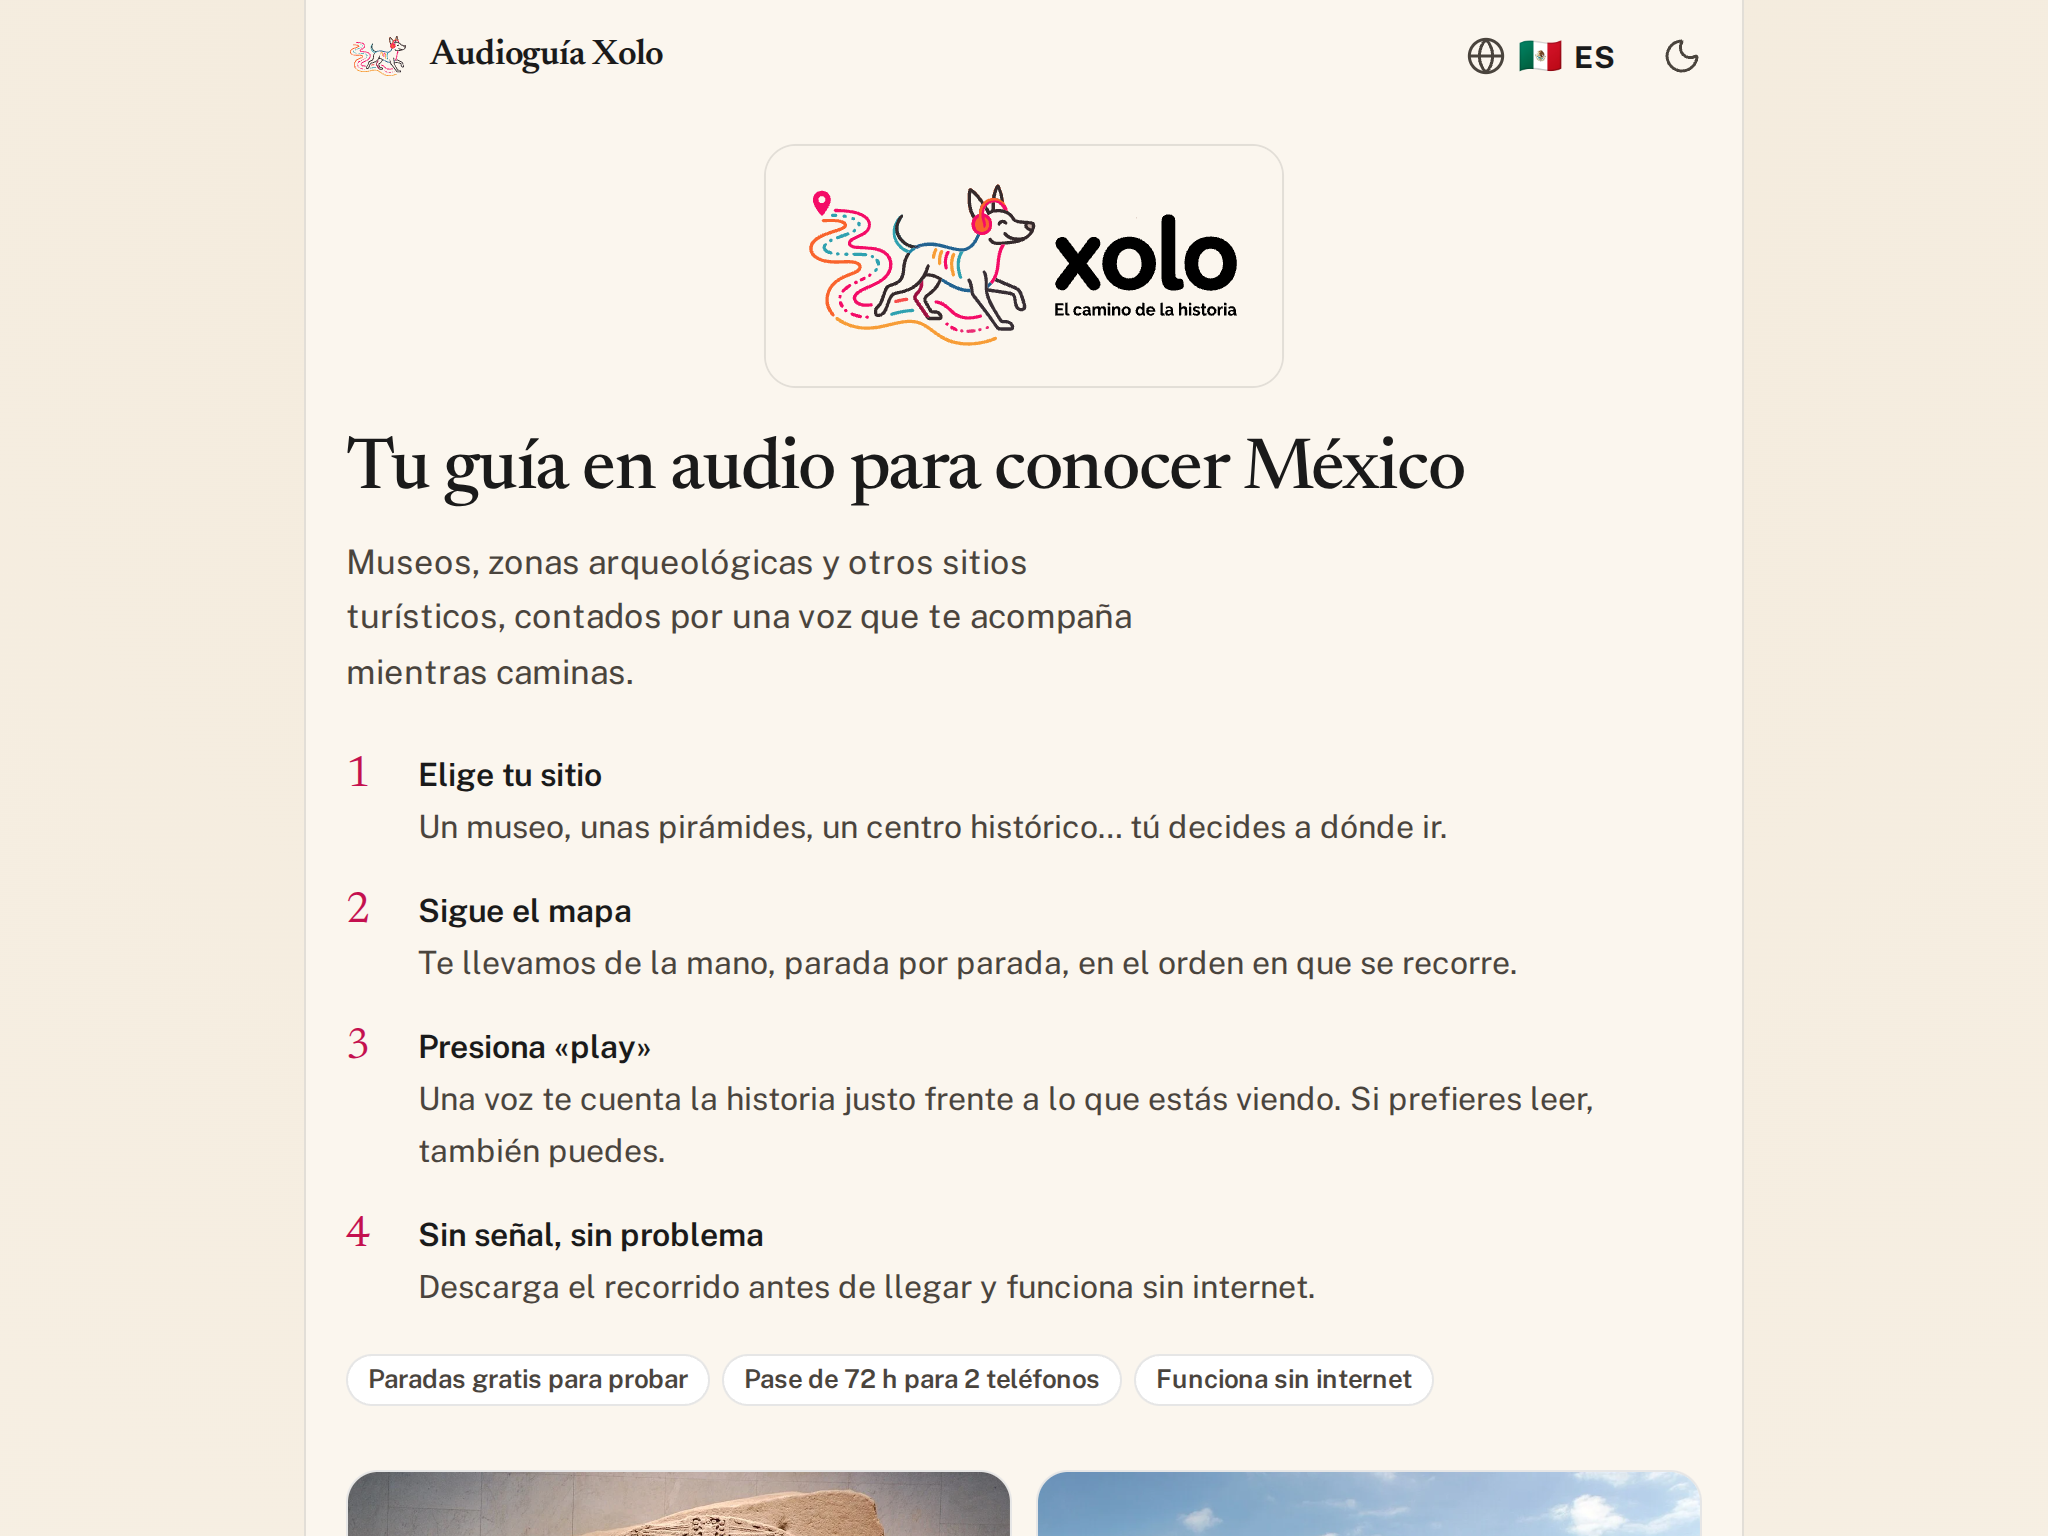 Audioguía Xolo
🇲🇽 ES
xolo
El camino de la historia
Tu guía en audio para conocer México
Museos, zonas arqueológicas y otros sitios
turísticos, contados por una voz que te acompaña
mientras caminas.
1 Elige tu sitio
Un museo, unas pirámides, un centro histórico... tú decides a dónde ir.
2 Sigue el mapa
Te llevamos de la mano, parada por parada, en el orden en que se recorre.
3 Presiona «play»
Una voz te cuenta la historia justo frente a lo que estás viendo. Si prefieres leer,
también puedes.
4 Sin señal, sin problema
Descarga el recorrido antes de llegar y funciona sin internet.
Paradas gratis para probar
Pase de 72 h para 2 teléfonos
Funciona sin internet